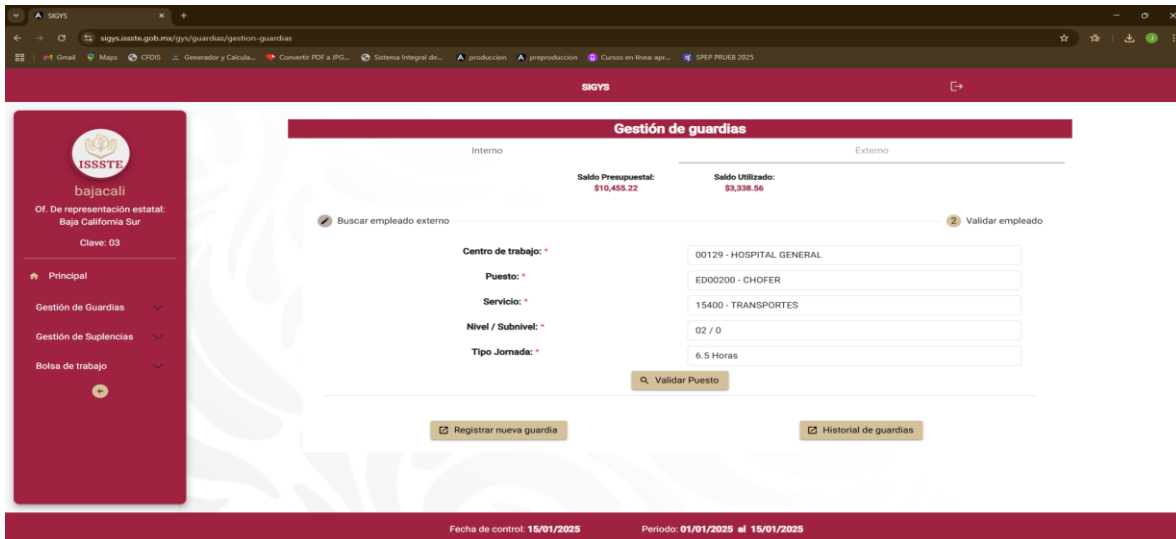 SIGYS
sigys.issste.gob.mx/gys/guardias/gestion-guardias
Gmail Maps CFDIS Generador y Calcula... Convertir PDF a JPG... Sistema Integral de... produccion preproduccion Cursos en línea: apr... SPEP PRUEB 2025
SIGYS
ISSSTE
bajacali
Of. De representación estatal:
Baja California Sur
Clave: 03
Principal
Gestión de Guardias
Gestión de Suplencias
Bolsa de trabajo
Gestión de guardias
Interno Externo
Saldo Presupuestal: Saldo Utilizado:
$10,455.22 $3,338.56
Buscar empleado externo 2 Validar empleado
Centro de trabajo: * 00129 - HOSPITAL GENERAL
Puesto: * ED00200 - CHOFER
Servicio: * 15400 - TRANSPORTES
Nivel / Subnivel: * 02 / 0
Tipo Jornada: * 6.5 Horas
Validar Puesto
Registrar nueva guardia Historial de guardias
Fecha de control: 15/01/2025 Periodo: 01/01/2025 al 15/01/2025